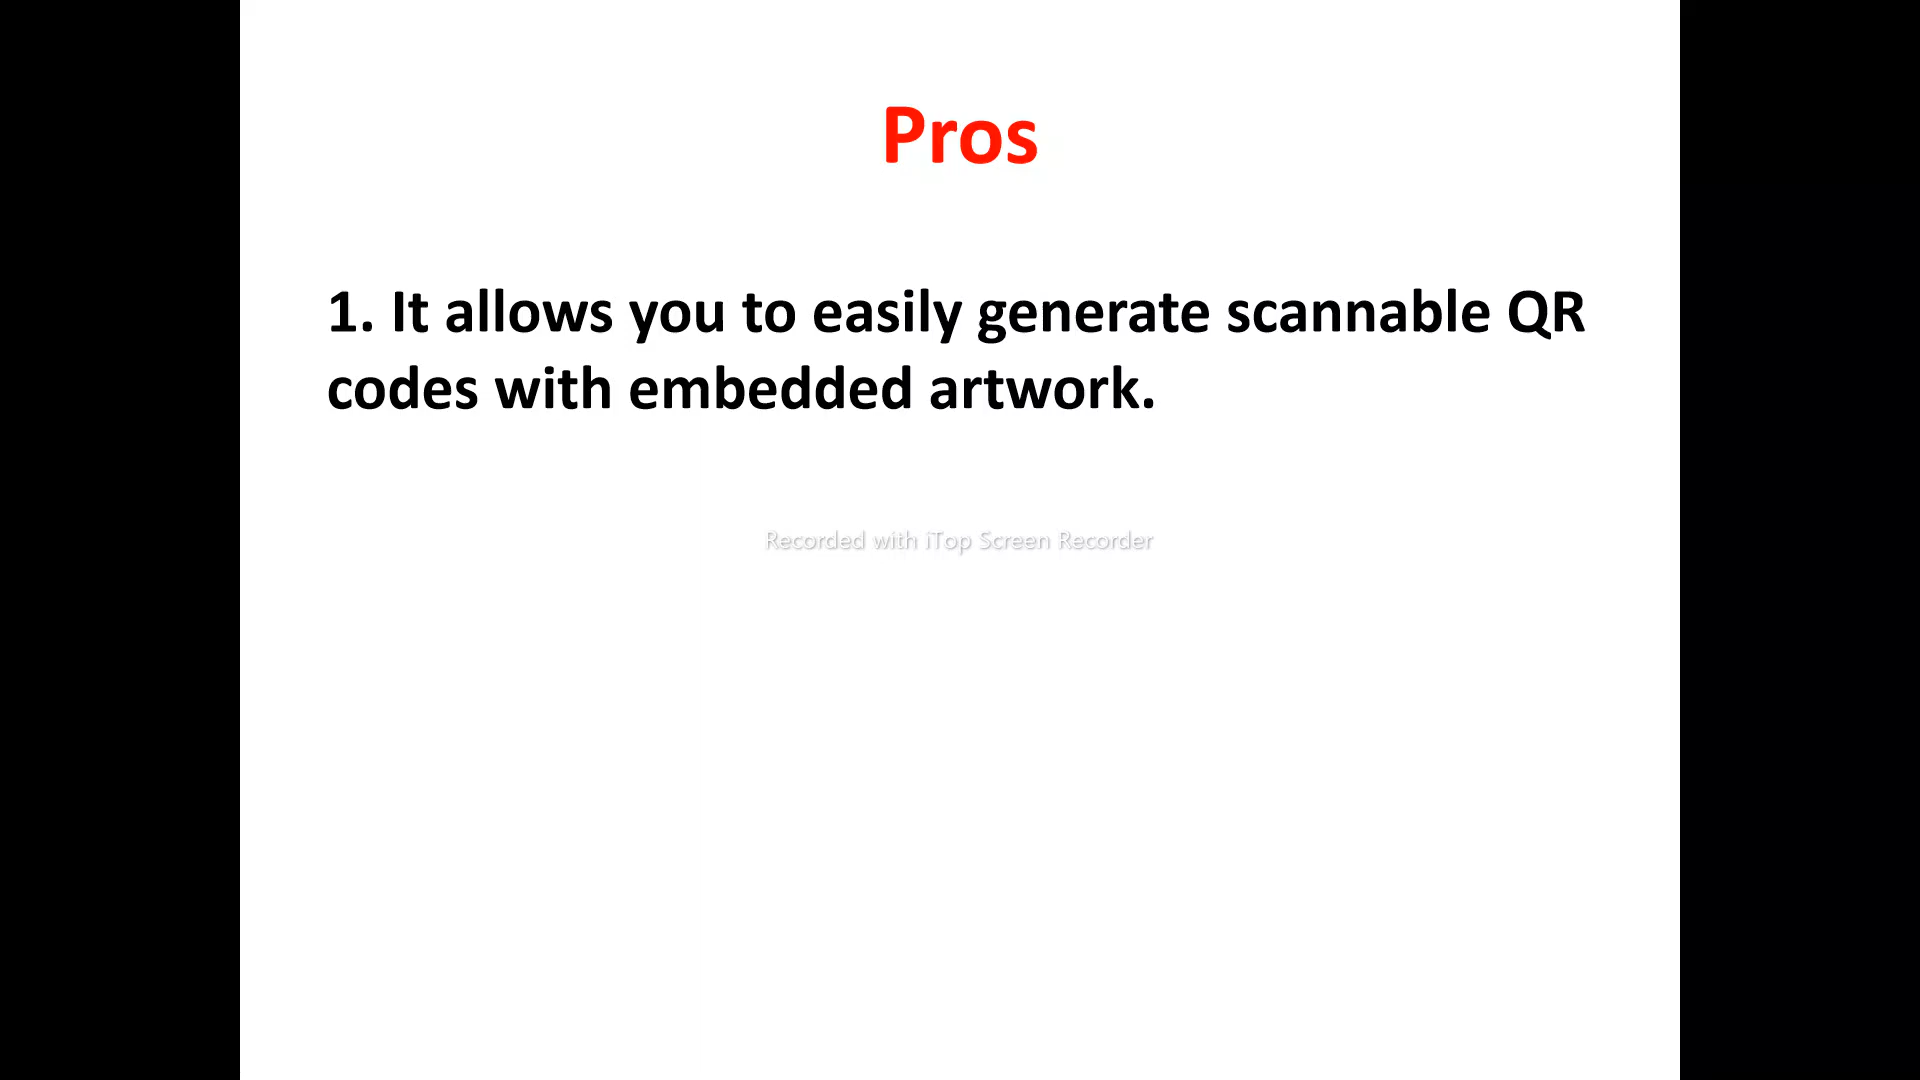 Pros
1. It allows you to easily generate scannable QR
codes with embedded artwork.
Recorded with iTop Screen Recorder